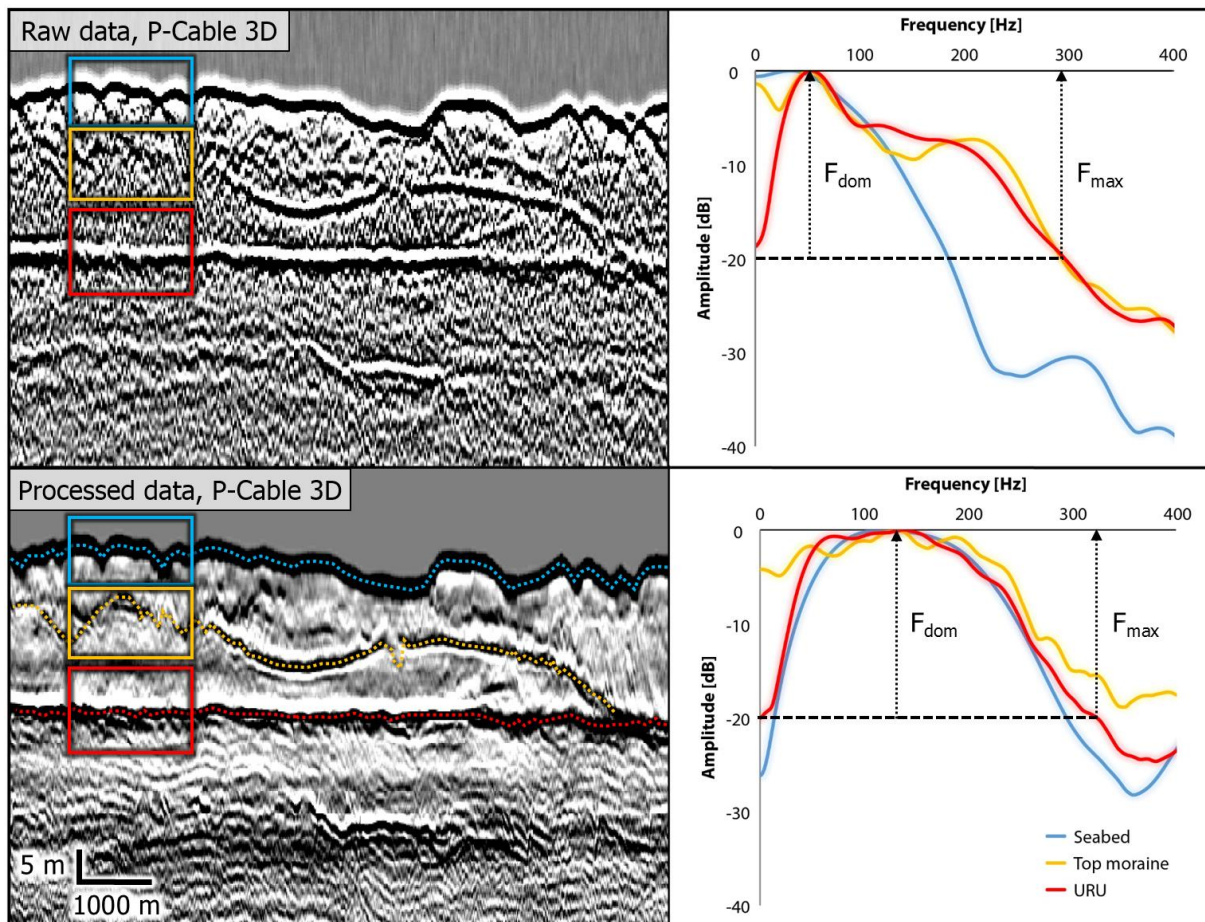 Raw data, P-Cable 3D
Frequency [Hz]
0 100 200 300 400
0
-10
-20
-30
-40
Amplitude [dB]
Fdom
Fmax
Processed data, P-Cable 3D
5 m
1000 m
Frequency [Hz]
0 100 200 300 400
0
-10
-20
-30
-40
Amplitude [dB]
Fdom
Fmax
Seabed
Top moraine
URU